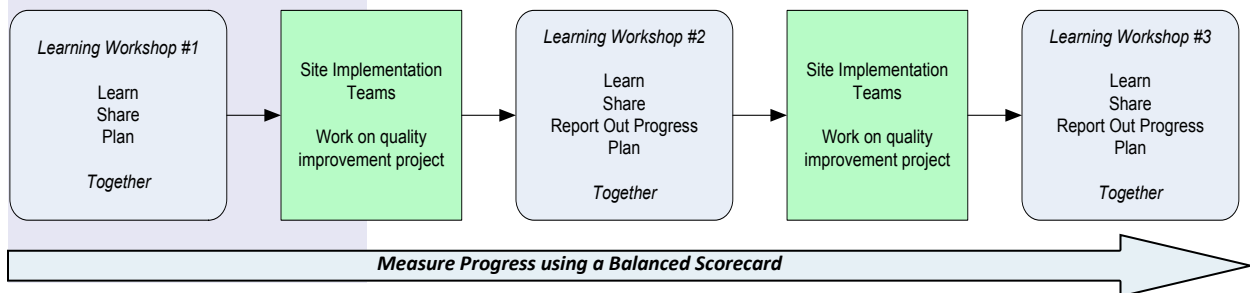 Learning Workshop #1
Learn
Share
Plan
Together
Site Implementation
Teams
Work on quality
improvement project
Learning Workshop #2
Learn
Share
Report Out Progress
Plan
Together
Site Implementation
Teams
Work on quality
improvement project
Learning Workshop #3
Learn
Share
Report Out Progress
Plan
Together
Measure Progress using a Balanced Scorecard